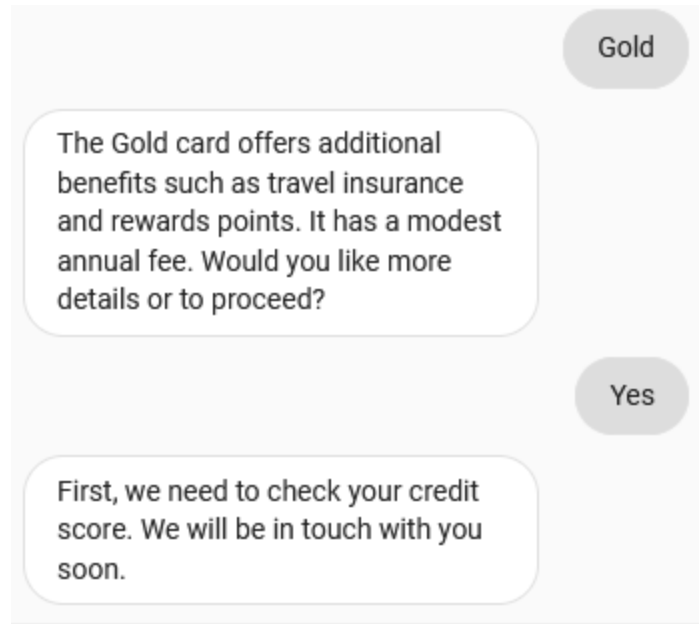 Gold
The Gold card offers additional
benefits such as travel insurance
and rewards points. It has a modest
annual fee. Would you like more
details or to proceed?
Yes
First, we need to check your credit
score. We will be in touch with you
soon.